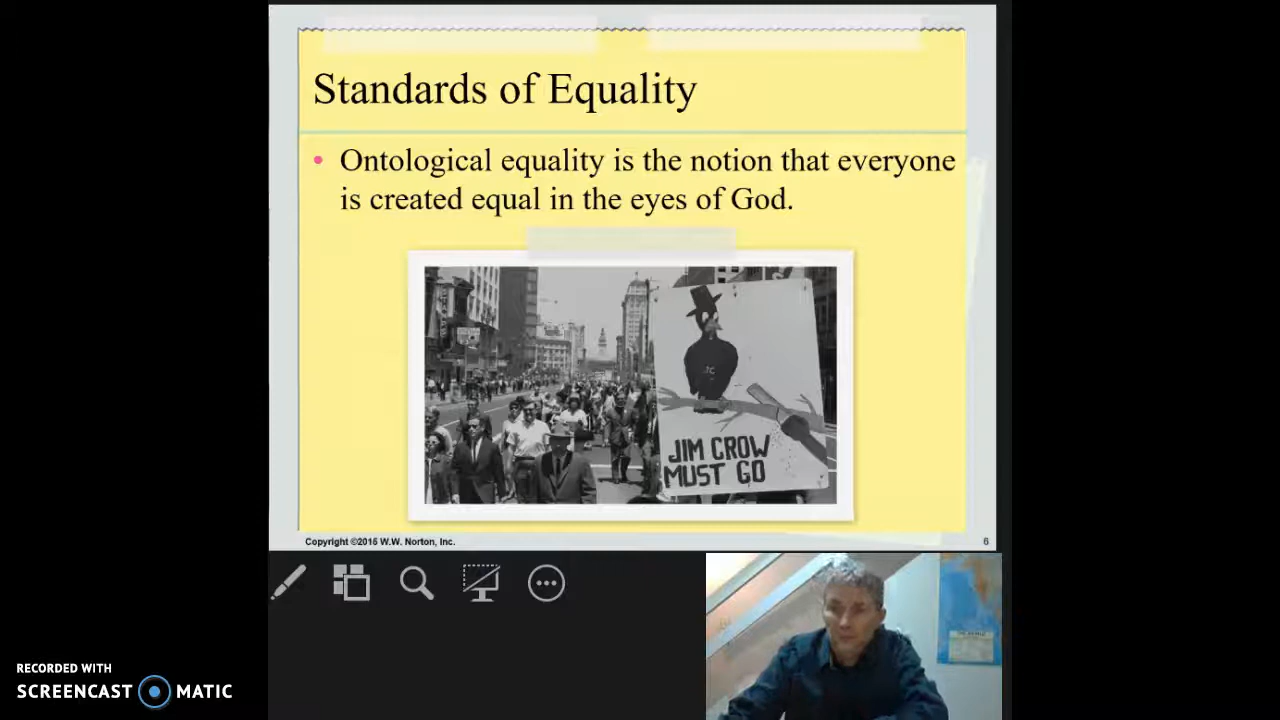 Standards of Equality
• Ontological equality is the notion that everyone
is created equal in the eyes of God.
JC
JIM CROW
MUST GO
Copyright ©2016 W.W. Norton, Inc.
6
RECORDED WITH
SCREENCAST MATIC